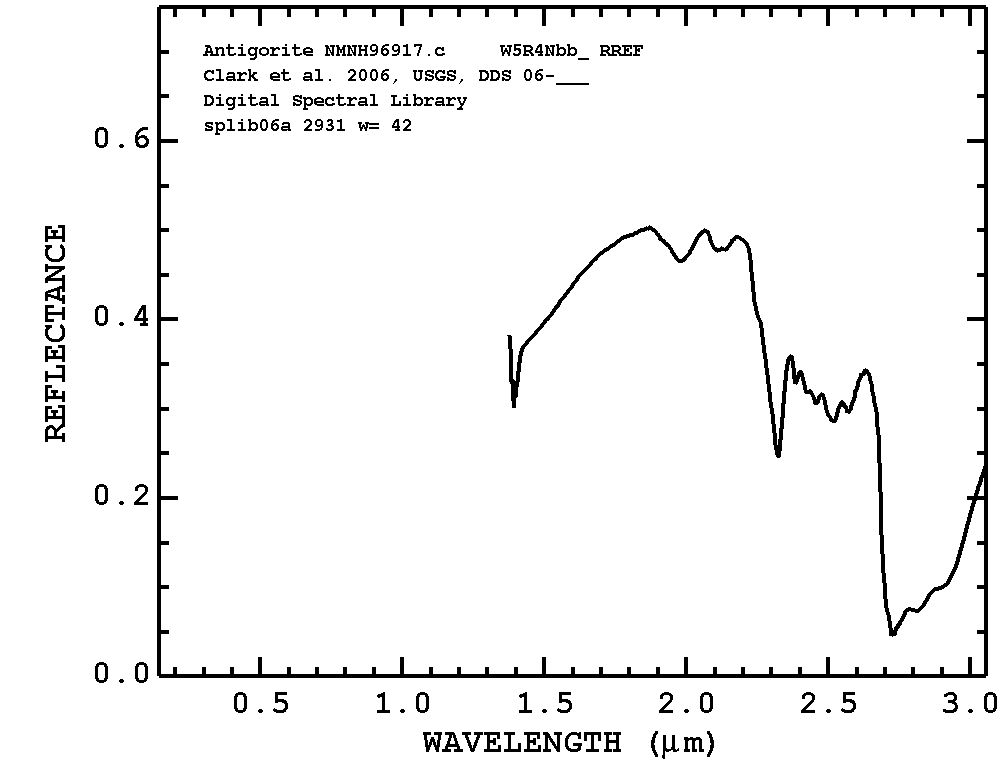 Antigorite NMNH96917.c W5R4Nbb_ RREF
Clark et al. 2006, USGS, DDS 06-___
Digital Spectral Library
splib06a 2931 w= 42
0.6
0.4
0.2
0.0
REFLECTANCE
0.5 1.0 1.5 2.0 2.5 3.0
WAVELENGTH (μm)